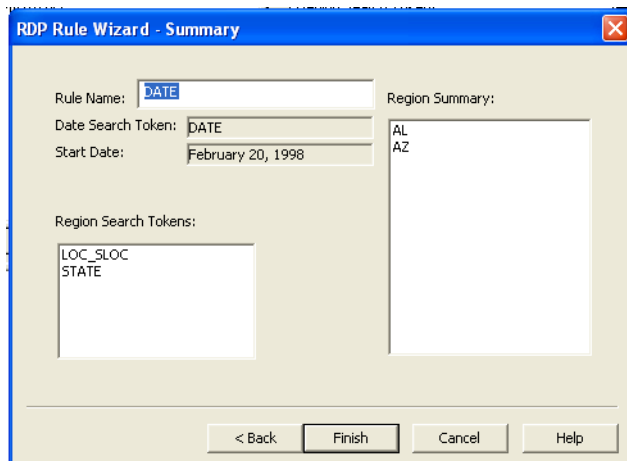 RDP Rule Wizard - Summary
Rule Name: DATE
Date Search Token: DATE
Start Date: February 20, 1998
Region Search Tokens:
LOC_SLOC
STATE
Region Summary:
AL
AZ
< Back Finish Cancel Help